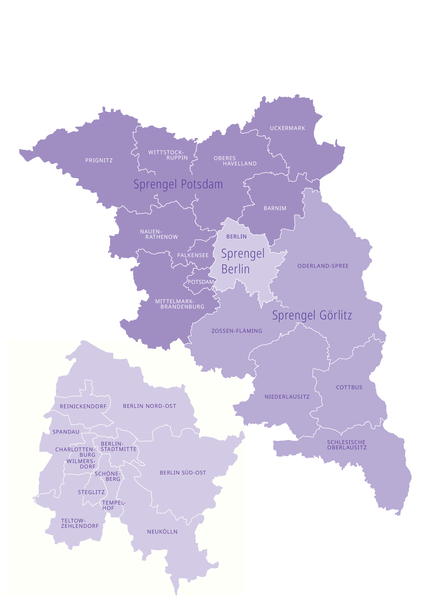 UCKERMARK
PRIGNITZ
WITTSTOCK-
RUPPIN
OBERES
HAVELLAND
Sprengel Potsdam
BARNIM
NAUEN-
RATHENOW
BERLIN
FALKENSEE
Sprengel
Berlin
ODERLAND-SPREE
POTSDAM
MITTELMARK-
BRANDENBURG
Sprengel Görlitz
ZOSSEN-FLÄMING
COTTBUS
NIEDERLAUSITZ
SCHLESISCHE
OBERLAUSITZ
REINICKENDORF
BERLIN NORD-OST
SPANDAU
CHARLOTTEN-
BURG
WILMERS-
DORF
BERLIN-
STADTMITTE
BERLIN SÜD-OST
SCHÖNE-
BERG
STEGLITZ
TEMPEL-
HOF
TELTOW-
ZEHLENDORF
NEUKÖLLN